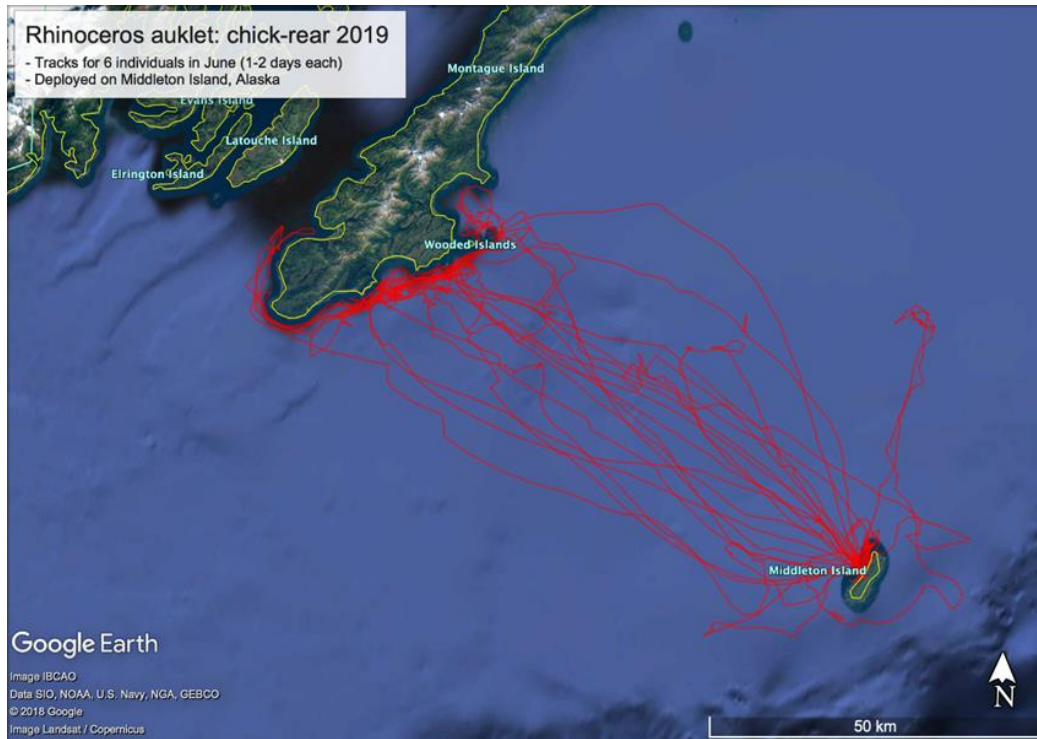 Rhinoceros auklet: chick-rear 2019
- Tracks for 6 individuals in June (1-2 days each)
- Deployed on Middleton Island, Alaska
Montague Island
Evans Island
Latouche Island
Elrington Island
Wooded Islands
Middleton Island
Google Earth
Image IBCAO
Data SIO, NOAA, U.S. Navy, NGA, GEBCO
© 2018 Google
Image Landsat / Copernicus
N
50 km